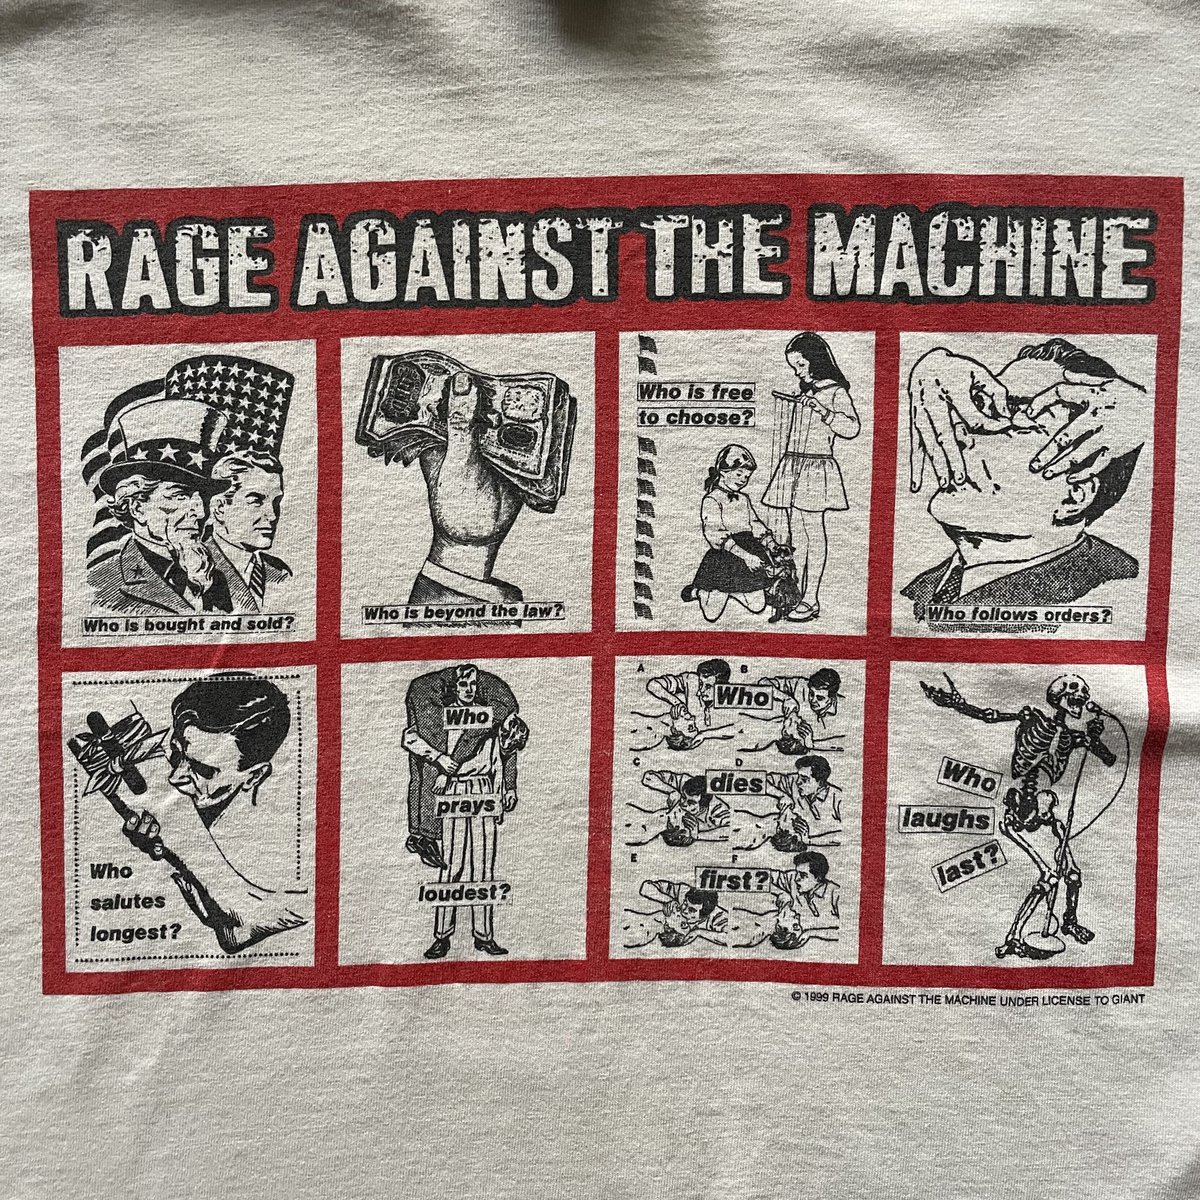 RAGE AGAINST THE MACHINE
Who is bought and sold?
Who is beyond the law?
Who is free
to choose?
Who follows orders?
Who
salutes
longest?
Who
prays
loudest?
A B
Who
C D
dies
E F
first?
Who
laughs
last?
© 1999 RAGE AGAINST THE MACHINE UNDER LICENSE TO GIANT